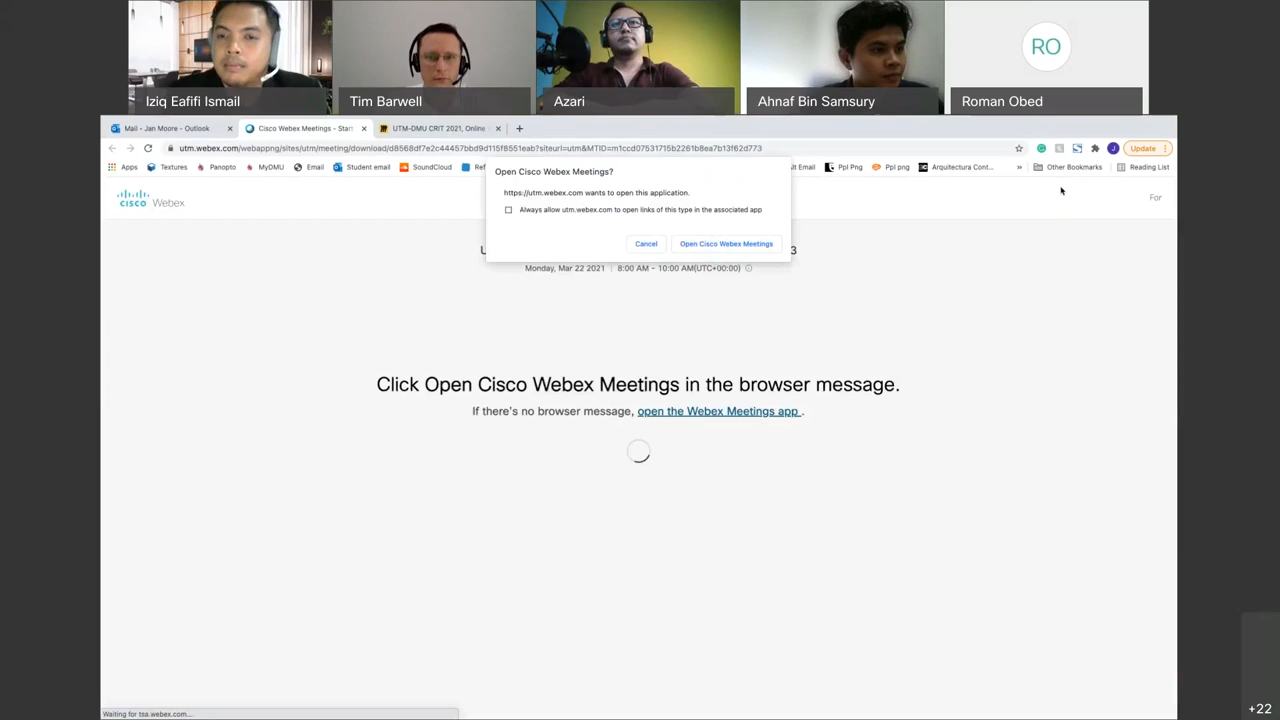 Iziq Eafifi Ismail
Tim Barwell
Azari
Ahnaf Bin Samsury
RO
Roman Obed
Mail - Jan Moore - Outlook
Cisco Webex Meetings - Star
UTM-DMU CRIT 2021, Online
utm.webex.com/webappng/sites/utm/meeting/download/d8568df7e2c44457bbd9d115f8551eab?siteurl=utm&MTID=m1ccd07531715b2261b8ea7b13f62d773
J
Update
Apps
Textures
Panopto
MyDMU
Email
Student email
SoundCloud
Ref
Alt Email
Ppl Png
Ppl png
Arquitectura Cont...
»
Other Bookmarks
Reading List
Open Cisco Webex Meetings?
https://utm.webex.com wants to open this application.
Always allow utm.webex.com to open links of this type in the associated app
Cancel
Open Cisco Webex Meetings
cisco Webex
For
U
3
Monday, Mar 22 2021 | 8:00 AM - 10:00 AM(UTC+00:00)
Click Open Cisco Webex Meetings in the browser message.
If there's no browser message, open the Webex Meetings app .
Waiting for tsa.webex.com...
+22